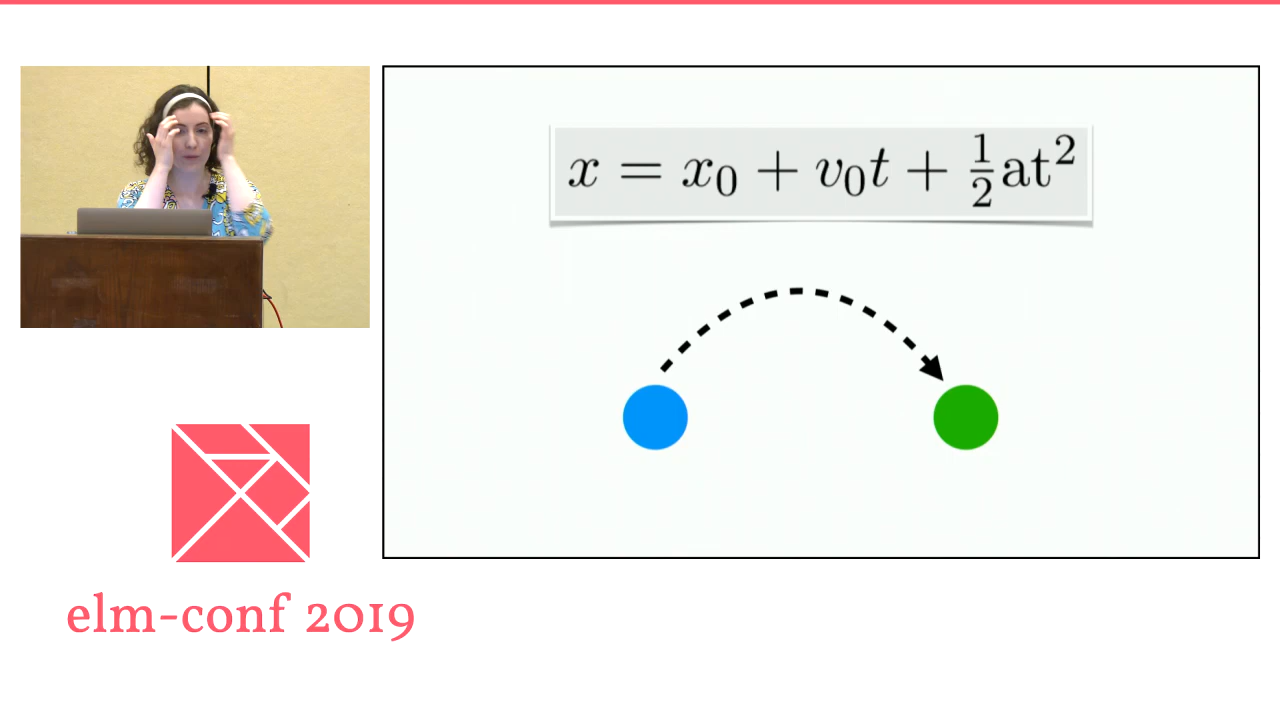 x = x₀ + v₀t + ½at²
elm-conf 2019